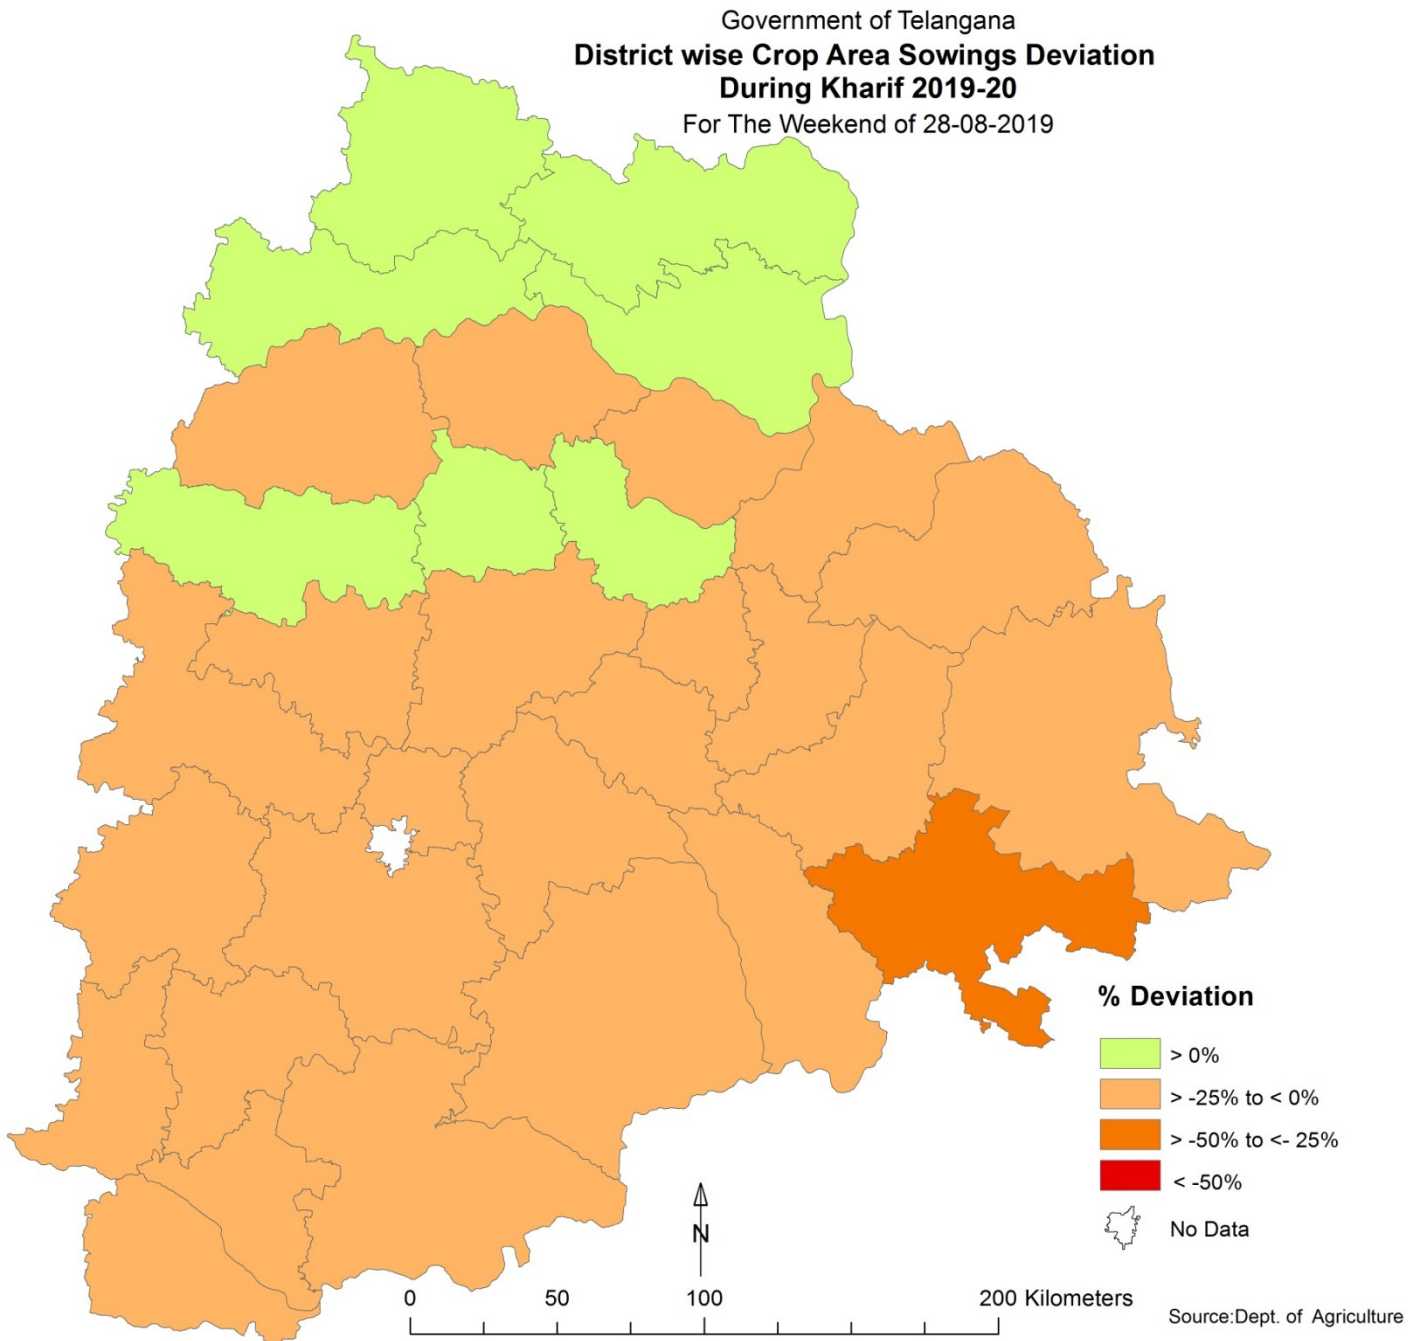 Government of Telangana
District wise Crop Area Sowings Deviation
During Kharif 2019-20
For The Weekend of 28-08-2019
% Deviation
> 0%
> -25% to < 0%
> -50% to <- 25%
< -50%
No Data
N
0 50 100 200 Kilometers
Source:Dept. of Agriculture